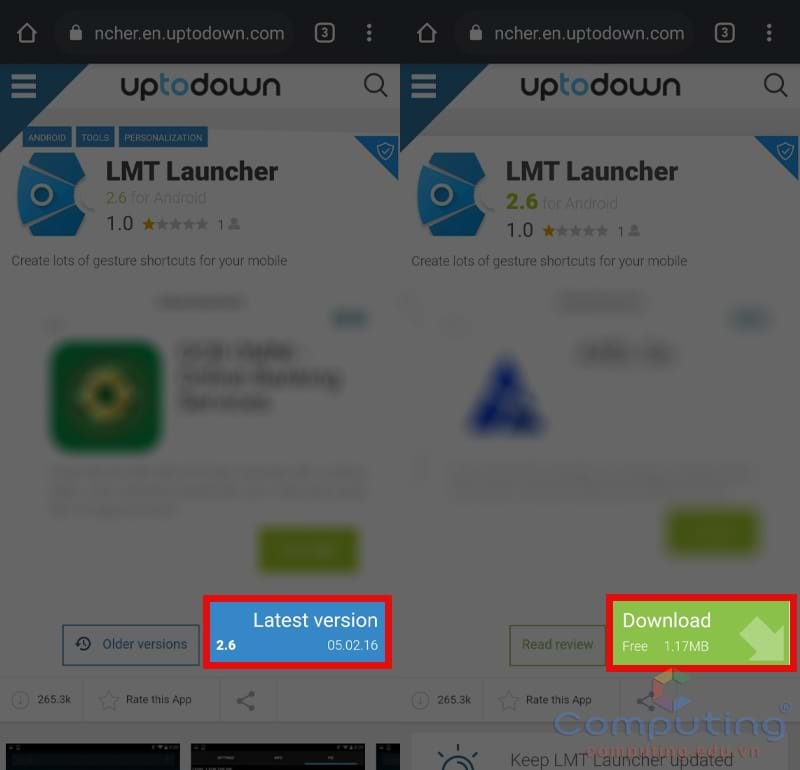 ncher.en.uptodown.com
3
uptodown
ANDROID
TOOLS
PERSONALIZATION
LMT Launcher
2.6 for Android
1.0
1
Create lots of gesture shortcuts for your mobile
Older versions
Latest version
2.6
05.02.16
265.3k
Rate this App
SETTINGS
INFO
ncher.en.uptodown.com
3
uptodown
LMT Launcher
2.6 for Android
1.0
1
Create lots of gesture shortcuts for your mobile
Read review
Download
Free
1.17MB
265.3k
Rate this App
Keep LMT Launcher updated
Computing
computing.edu.vn